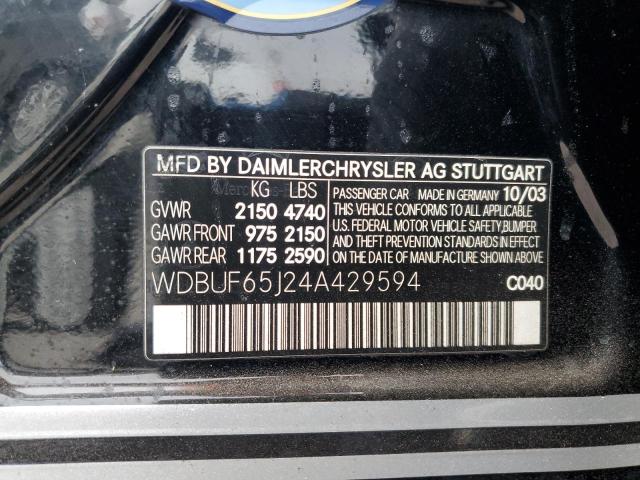 MFD BY DAIMLERCHRYSLER AG STUTTGART
KG LBS
GVWR 2150 4740
GAWR FRONT 975 2150
GAWR REAR 1175 2590
PASSENGER CAR MADE IN GERMANY 10/03
THIS VEHICLE CONFORMS TO ALL APPLICABLE
U.S. FEDERAL MOTOR VEHICLE SAFETY,BUMPER
AND THEFT PREVENTION STANDARDS IN EFFECT
ON THE DATE OF MANUFACTURE SHOWN ABOVE
WDBUF65J24A429594
C040